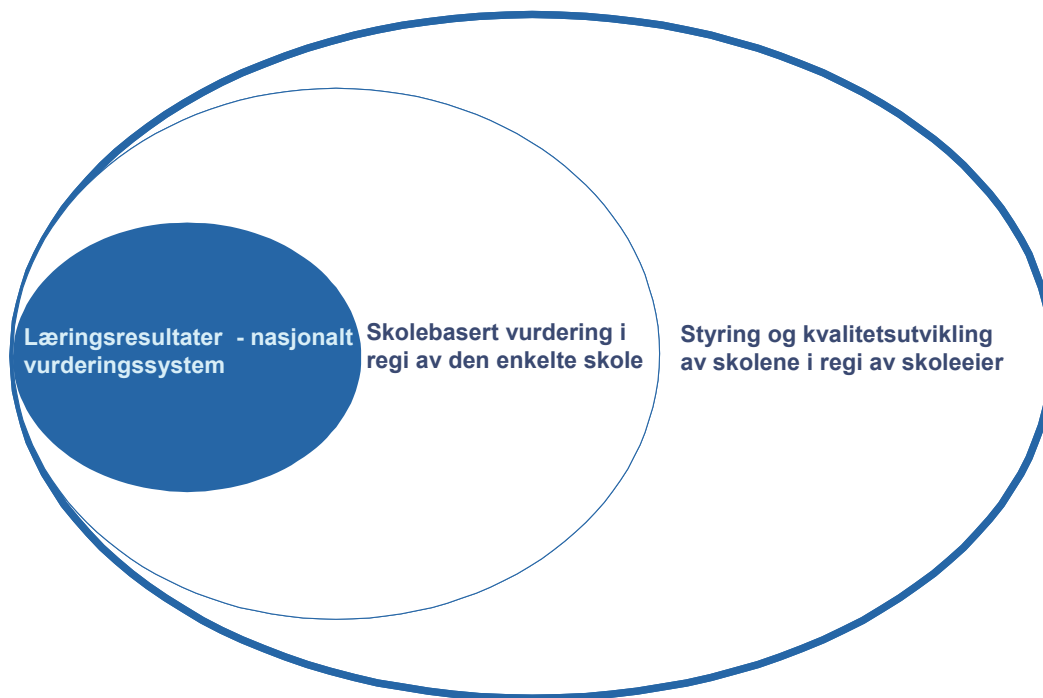 Læringsresultater - nasjonalt
vurderingssystem
Skolebasert vurdering i
regi av den enkelte skole
Styring og kvalitetsutvikling
av skolene i regi av skoleeier